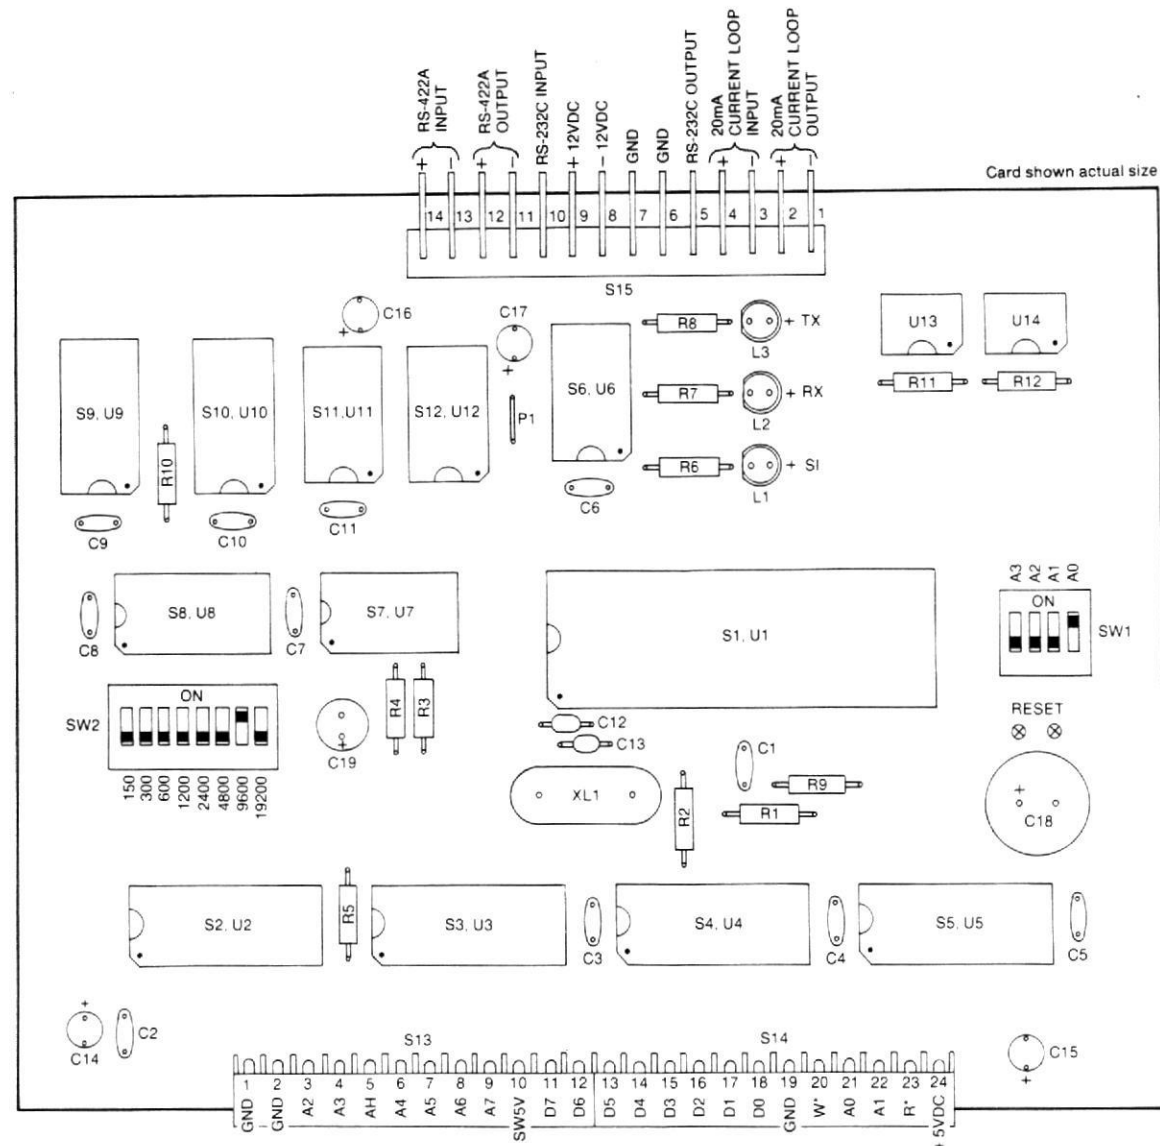 RS-422A INPUT
+ -
RS-422A OUTPUT
+ -
RS-232C INPUT
+ 12VDC
- 12VDC
GND
GND
RS-232C OUTPUT
20mA CURRENT LOOP INPUT
+ -
20mA CURRENT LOOP OUTPUT
+ -
Card shown actual size
14 13 12 11 10 9 8 7 6 5 4 3 2 1
S15
C16
+
C17
+
R8
+ TX
L3
U13
U14
R11
R12
S9, U9
S10, U10
S11, U11
S12, U12
P1
S6, U6
R7
+ RX
L2
R10
R6
+ SI
L1
C9
C10
C11
C6
C8
S8, U8
C7
S7, U7
S1, U1
A3 A2 A1 A0
ON
SW1
SW2
ON
150 300 600 1200 2400 4800 9600 19200
+
C19
R4
R3
C12
C13
XL1
R2
C1
R9
R1
RESET
+
C18
S2, U2
R5
S3, U3
C3
S4, U4
C4
S5, U5
C5
+
C14
C2
S13
S14
C15
+
1 2 3 4 5 6 7 8 9 10 11 12 13 14 15 16 17 18 19 20 21 22 23 24
GND GND A2 A3 AH A4 A5 A6 A7 SW5V D7 D6 D5 D4 D3 D2 D1 D0 GND W* A0 A1 R* + 5VDC